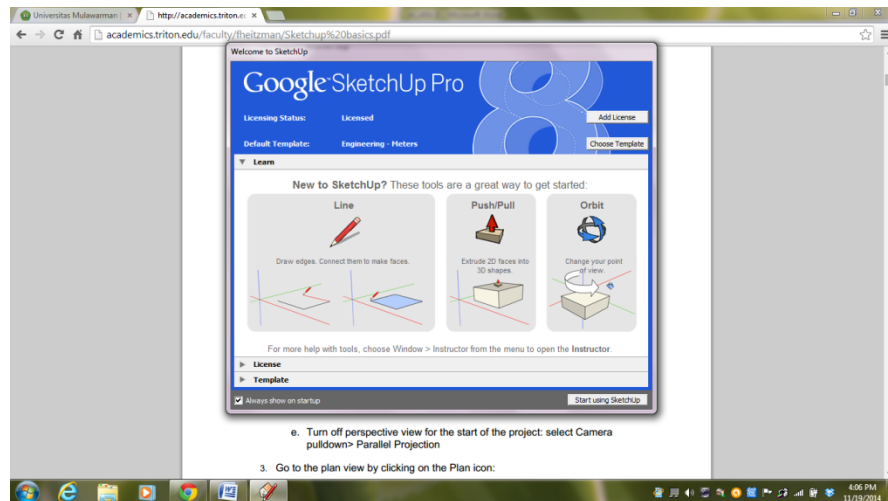 Universitas Mulawarman |
http://academics.triton.ec
academics.triton.edu/faculty/fheitzman/Sketchup%20basics.pdf
Welcome to SketchUp
Google SketchUp Pro
8
Licensing Status: Licensed Add License
Default Template: Engineering - Meters Choose Template
Learn
New to SketchUp? These tools are a great way to get started:
Line
Draw edges. Connect them to make faces.
Push/Pull
Extrude 2D faces into
3D shapes.
Orbit
Change your point
of view.
For more help with tools, choose Window > Instructor from the menu to open the Instructor.
License
Template
Always show on startup
Start using SketchUp
e. Turn off perspective view for the start of the project: select Camera
pulldown> Parallel Projection
3. Go to the plan view by clicking on the Plan icon:
4:06 PM
11/19/2014